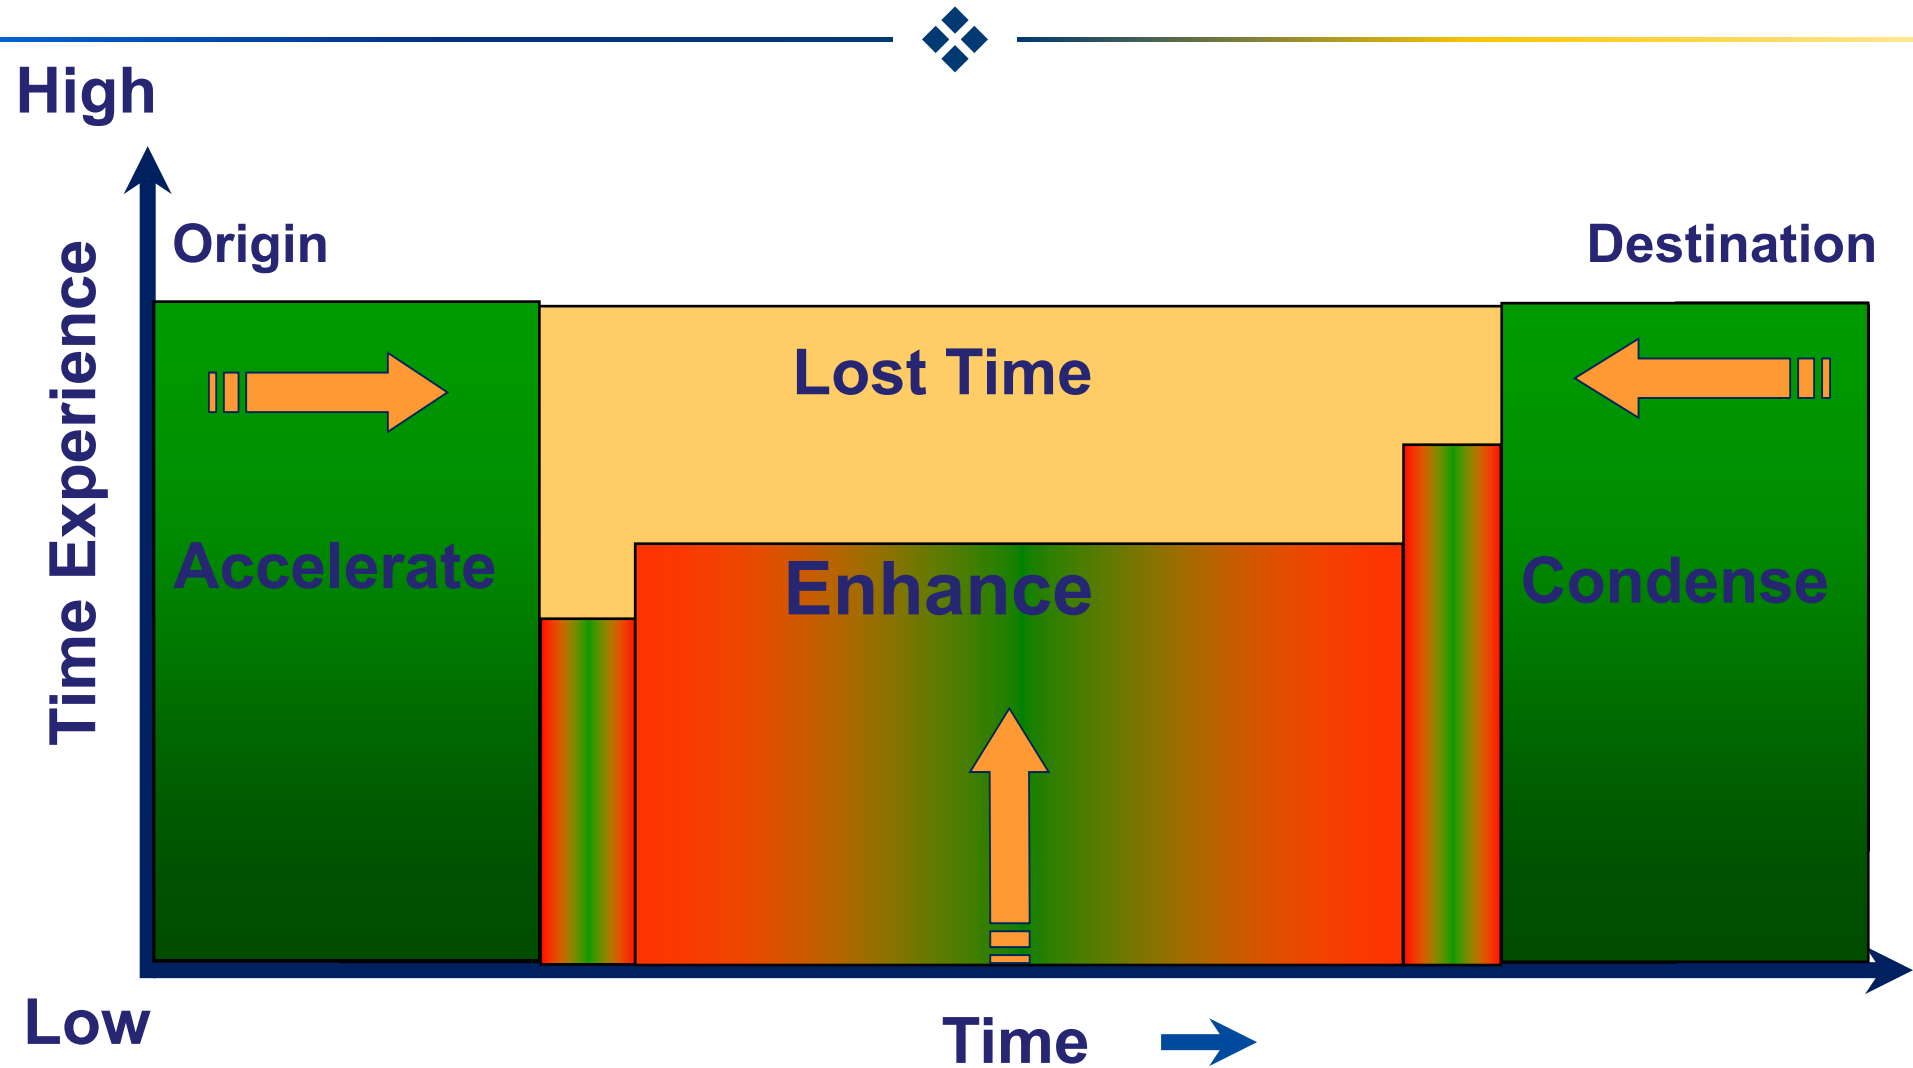 High
Origin
Destination
Lost Time
Time Experience
Accelerate
Enhance
Condense
Low
Time